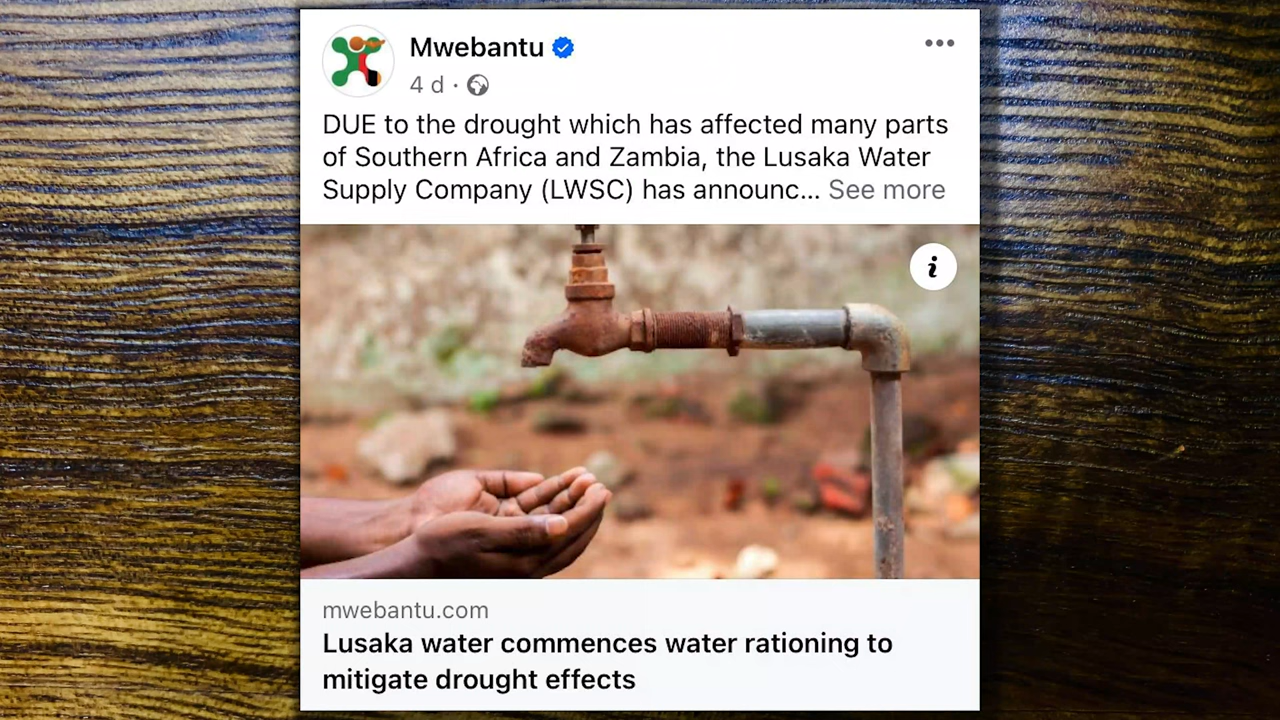 Mwebantu
4 d ·
DUE to the drought which has affected many parts
of Southern Africa and Zambia, the Lusaka Water
Supply Company (LWSC) has announc... See more
i
mwebantu.com
Lusaka water commences water rationing to
mitigate drought effects